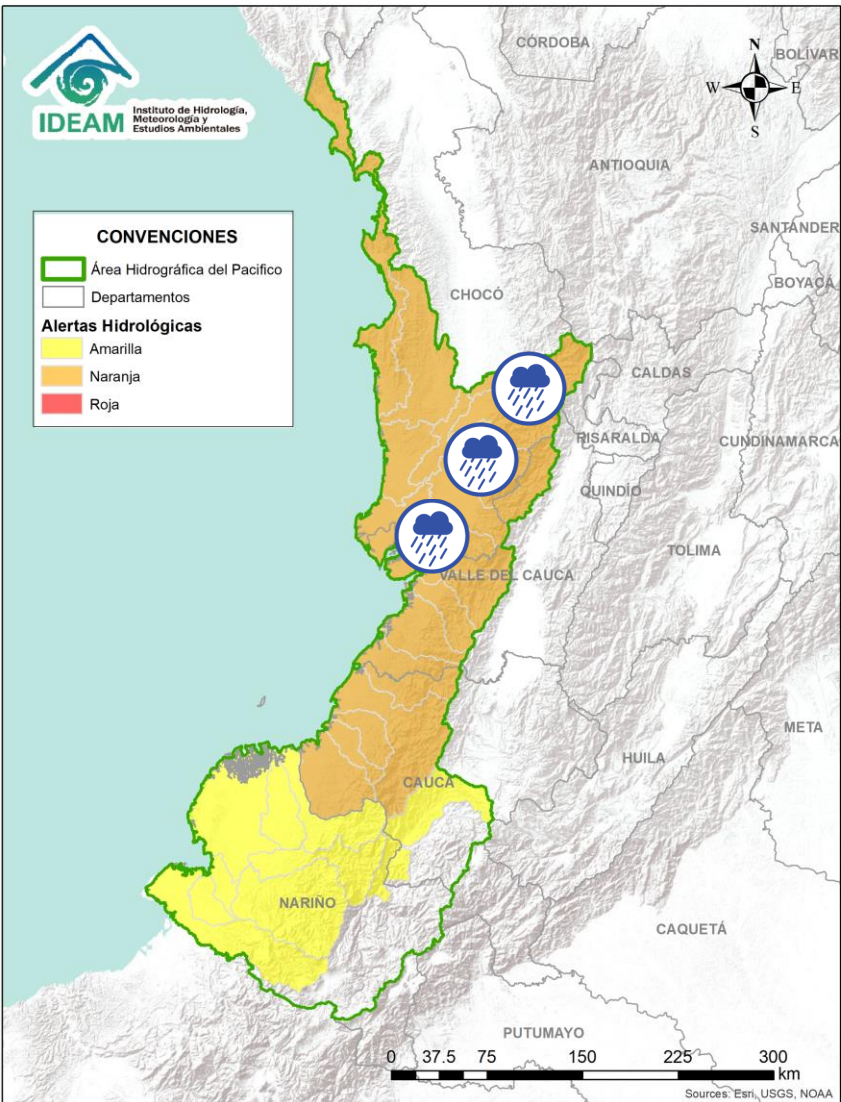 IDEAM
Instituto de Hidrología,
Meteorología y
Estudios Ambientales
N
W
E
S
CÓRDOBA
BOLÍVAR
ANTIOQUIA
SANTANDER
BOYACÁ
CONVENCIONES
Área Hidrográfica del Pacifico
Departamentos
Alertas Hidrológicas
Amarilla
Naranja
Roja
CHOCÓ
CALDAS
RISARALDA
CUNDINAMARCA
QUINDÍO
TOLIMA
VALLE DEL CAUCA
META
HUILA
CAUCA
NARIÑO
CAQUETÁ
PUTUMAYO
0 37.5 75 150 225 300
km
Sources: Esri, USGS, NOAA